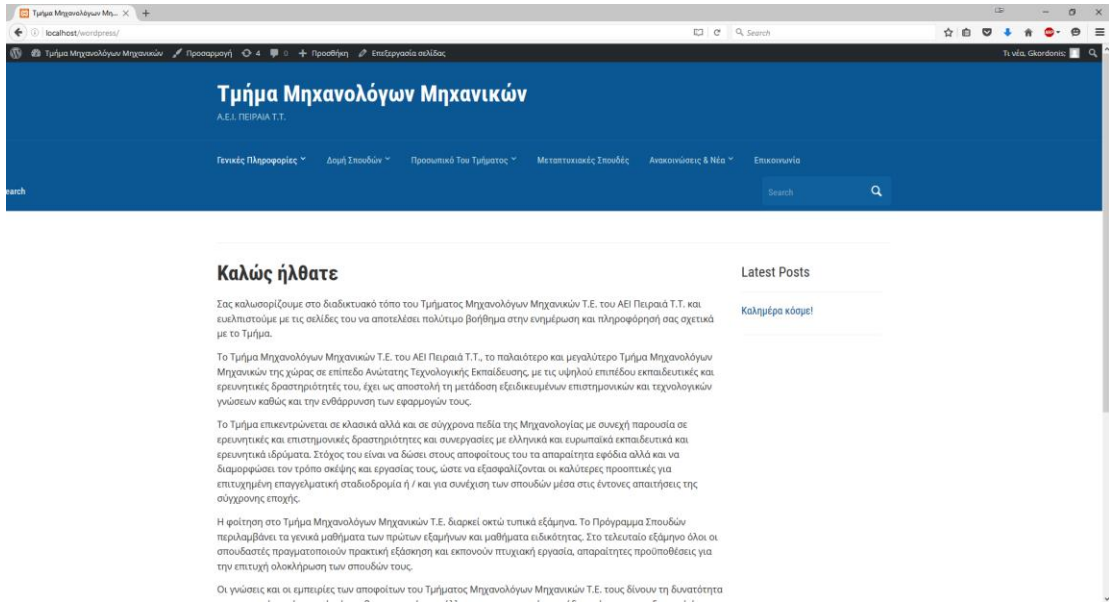 Τμήμα Μηχανολόγων Μη...
localhost/wordpress/
Search
Τμήμα Μηχανολόγων Μηχανικών Προσαρμογή 4 0 Προσθήκη Επεξεργασία σελίδας
Τι νέα, Gkordonis;
Τμήμα Μηχανολόγων Μηχανικών
Α.Ε.Ι. ΠΕΙΡΑΙΑ Τ.Τ.
Γενικές Πληροφορίες Δομή Σπουδών Προσωπικό Του Τμήματος Μεταπτυχιακές Σπουδές Ανακοινώσεις & Νέα Επικοινωνία
earch
Search
Καλώς ήλθατε
Σας καλωσορίζουμε στο διαδικτυακό τόπο του Τμήματος Μηχανολόγων Μηχανικών Τ.Ε. του ΑΕΙ Πειραιά Τ.Τ. και
ευελπιστούμε με τις σελίδες του να αποτελέσει πολύτιμο βοήθημα στην ενημέρωση και πληροφόρησή σας σχετικά
με το Τμήμα.
Το Τμήμα Μηχανολόγων Μηχανικών Τ.Ε. του ΑΕΙ Πειραιά Τ.Τ., το παλαιότερο και μεγαλύτερο Τμήμα Μηχανολόγων
Μηχανικών της χώρας σε επίπεδο Ανώτατης Τεχνολογικής Εκπαίδευσης, με τις υψηλού επιπέδου εκπαιδευτικές και
ερευνητικές δραστηριότητές του, έχει ως αποστολή τη μετάδοση εξειδικευμένων επιστημονικών και τεχνολογικών
γνώσεων καθώς και την ενθάρρυνση των εφαρμογών τους.
Το Τμήμα επικεντρώνεται σε κλασικά αλλά και σε σύγχρονα πεδία της Μηχανολογίας με συνεχή παρουσία σε
ερευνητικές και επιστημονικές δραστηριότητες και συνεργασίες με ελληνικά και ευρωπαϊκά εκπαιδευτικά και
ερευνητικά ιδρύματα. Στόχος του είναι να δώσει στους αποφοίτους του τα απαραίτητα εφόδια αλλά και να
διαμορφώσει τον τρόπο σκέψης και εργασίας τους, ώστε να εξασφαλίζονται οι καλύτερες προοπτικές για
επιτυχημένη επαγγελματική σταδιοδρομία ή / και για συνέχιση των σπουδών μέσα στις έντονες απαιτήσεις της
σύγχρονης εποχής.
Η φοίτηση στο Τμήμα Μηχανολόγων Μηχανικών Τ.Ε. διαρκεί οκτώ τυπικά εξάμηνα. Το Πρόγραμμα Σπουδών
περιλαμβάνει τα γενικά μαθήματα των πρώτων εξαμήνων και μαθήματα ειδικότητας. Στο τελευταίο εξάμηνο όλοι οι
σπουδαστές πραγματοποιούν πρακτική εξάσκηση και εκπονούν πτυχιακή εργασία, απαραίτητες προϋποθέσεις για
την επιτυχή ολοκλήρωση των σπουδών τους.
Οι γνώσεις και οι εμπειρίες των αποφοίτων του Τμήματος Μηχανολόγων Μηχανικών Τ.Ε. τους δίνουν τη δυνατότητα
Latest Posts
Καλημέρα κόσμε!